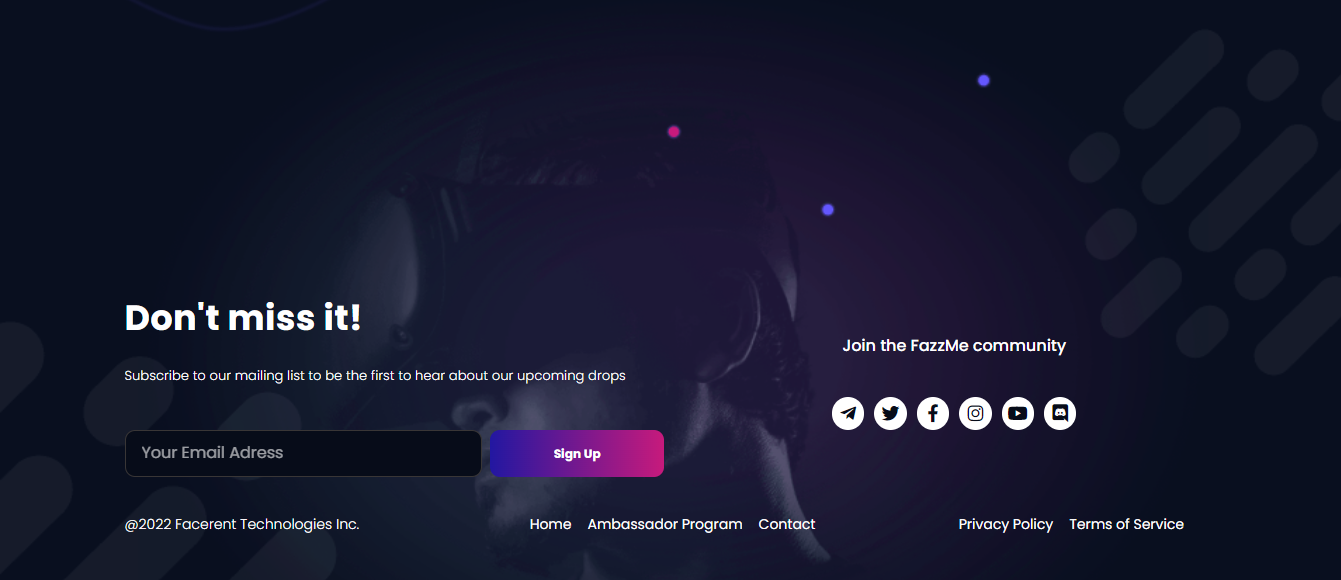 Don't miss it!
Subscribe to our mailing list to be the first to hear about our upcoming drops
Your Email Adress
Sign Up
Join the FazzMe community
@2022 Facerent Technologies Inc.
Home Ambassador Program Contact
Privacy Policy Terms of Service